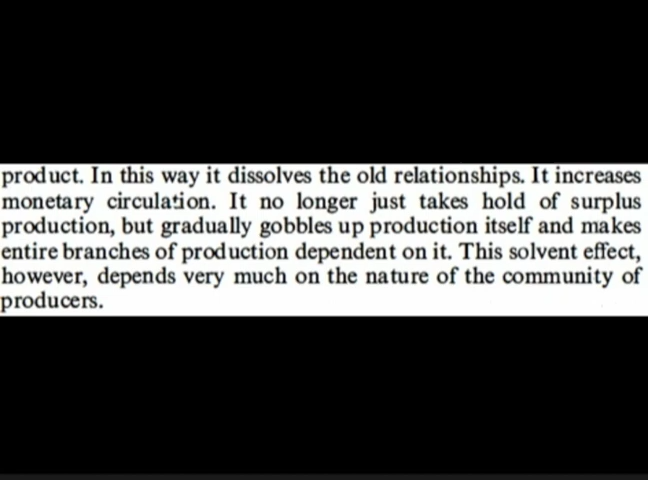 product. In this way it dissolves the old relationships. It increases
monetary circulation. It no longer just takes hold of surplus
production, but gradually gobbles up production itself and makes
entire branches of production dependent on it. This solvent effect,
however, depends very much on the nature of the community of
producers.